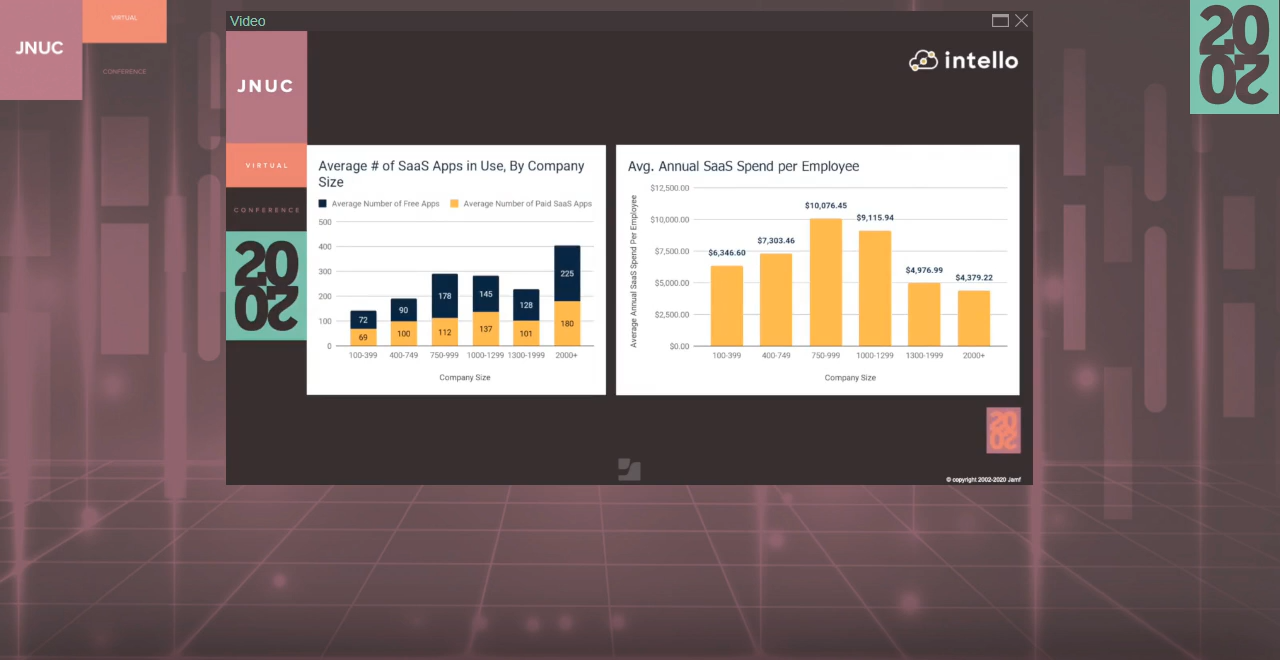 JNUC
VIRTUAL
CONFERENCE
2020
Video
JNUC
VIRTUAL
CONFERENCE
2020
intello
Average # of SaaS Apps in Use, By Company
Size
Average Number of Free Apps Average Number of Paid SaaS Apps
500
400
300
200
100
0
72
69
90
100
178
112
145
137
128
101
225
180
100-399 400-749 750-999 1000-1299 1300-1999 2000+
Company Size
Avg. Annual SaaS Spend per Employee
Average Annual SaaS Spend Per Employee
$12,500.00
$10,000.00
$7,500.00
$5,000.00
$2,500.00
$0.00
$6,346.60
$7,303.46
$10,076.45
$9,115.94
$4,976.99
$4,379.22
100-399 400-749 750-999 1000-1299 1300-1999 2000+
Company Size
2020
© copyright 2002-2020 Jamf